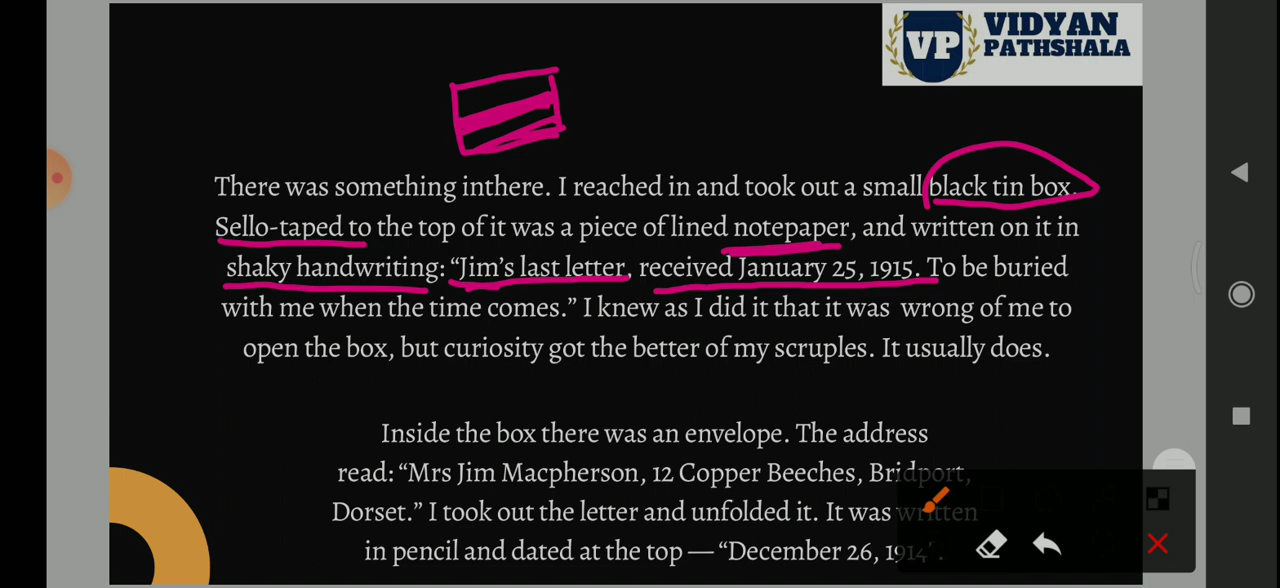 VP
VIDYAN
PATHSHALA
There was something inthere. I reached in and took out a small black tin box.
Sello-taped to the top of it was a piece of lined notepaper, and written on it in
shaky handwriting: “Jim’s last letter, received January 25, 1915. To be buried
with me when the time comes.” I knew as I did it that it was wrong of me to
open the box, but curiosity got the better of my scruples. It usually does.
Inside the box there was an envelope. The address
read: “Mrs Jim Macpherson, 12 Copper Beeches, Bridport,
Dorset.” I took out the letter and unfolded it. It was written
in pencil and dated at the top — “December 26, 1914”.